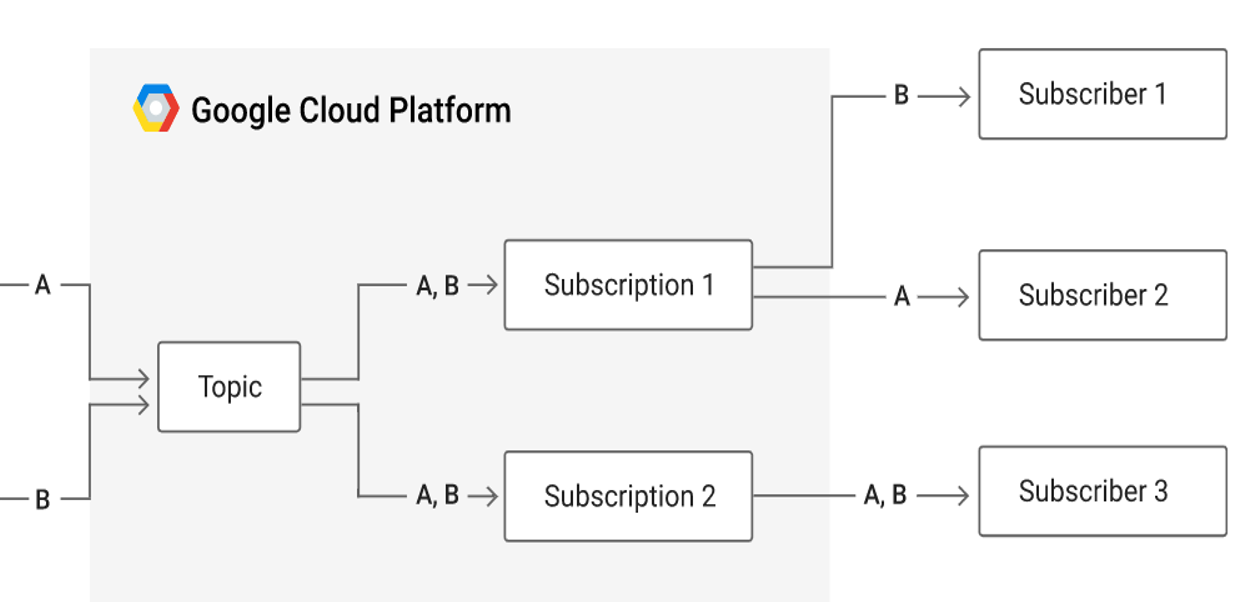 Google Cloud Platform
B
Subscriber 1
A
A, B
Subscription 1
A
Subscriber 2
Topic
B
A, B
Subscription 2
A, B
Subscriber 3